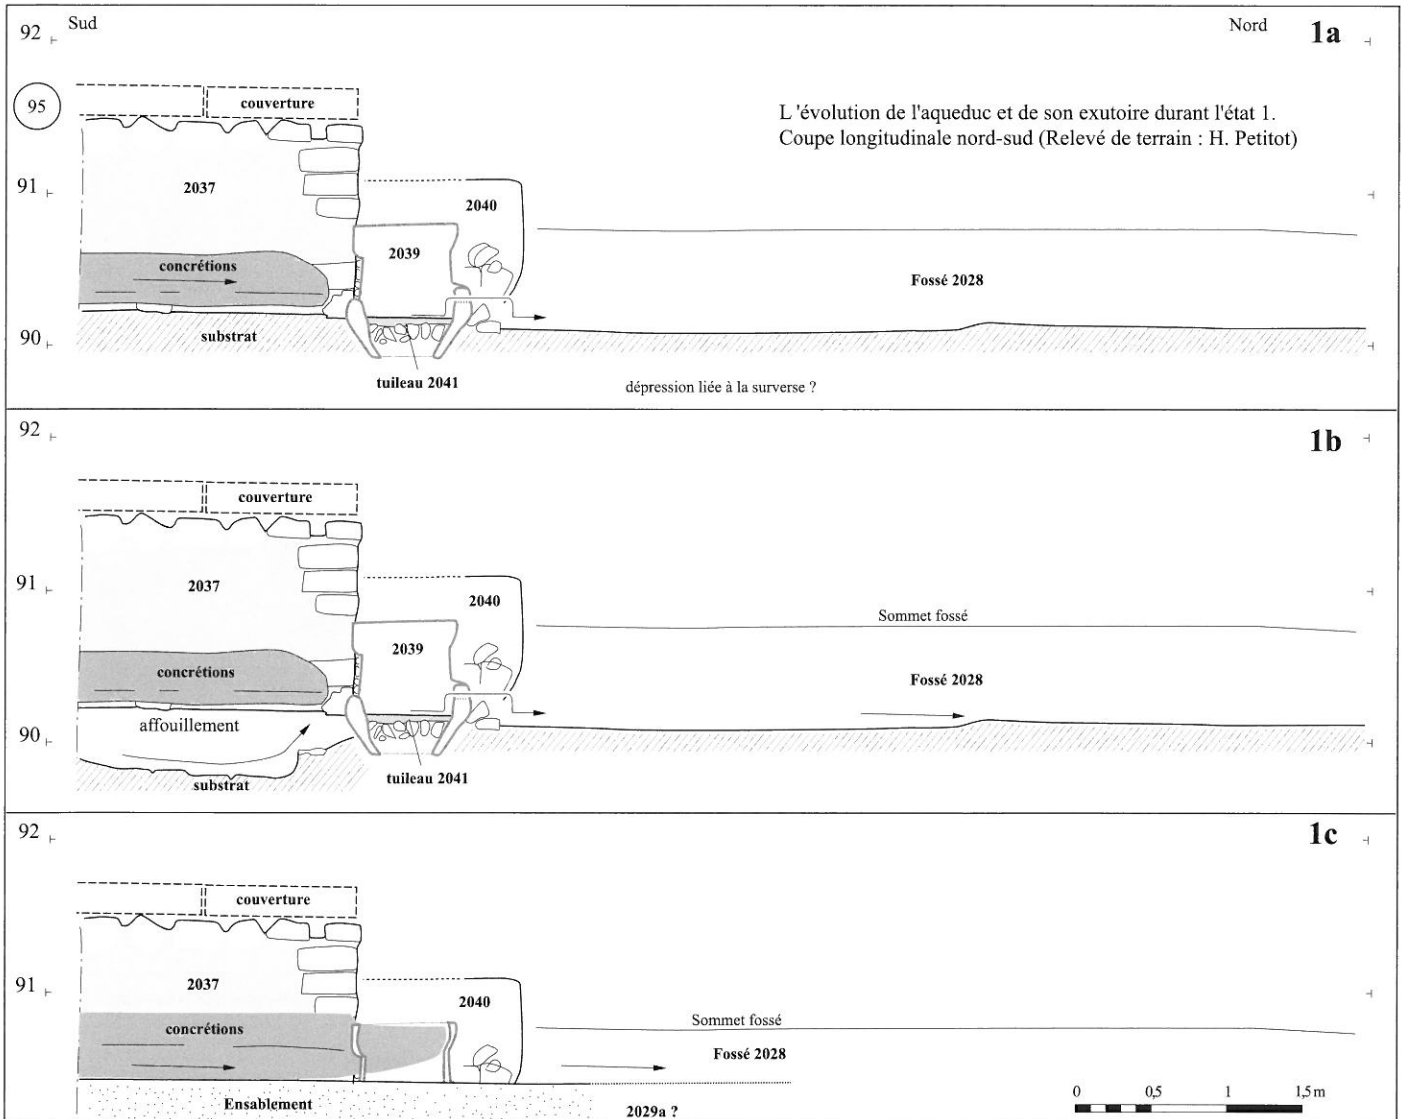 92
Sud
Nord
1a
95
couverture
L 'évolution de l'aqueduc et de son exutoire durant l'état 1.
Coupe longitudinale nord-sud (Relevé de terrain : H. Petitot)
91
2037
2040
2039
concrétions
Fossé 2028
90
substrat
tuileau 2041
dépression liée à la surverse ?
92
1b
couverture
91
2037
2040
Sommet fossé
2039
concrétions
Fossé 2028
affouillement
90
substrat
tuileau 2041
92
1c
couverture
91
2037
2040
concrétions
Sommet fossé
Fossé 2028
Ensablement
2029a ?
0
0,5
1
1,5 m